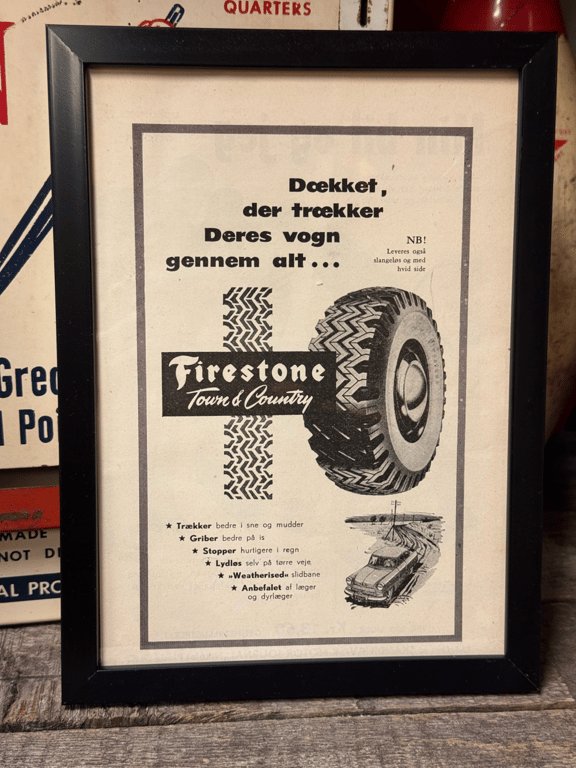 QUARTERS
Dækket,
der trækker
Deres vogn
gennem alt...
NB!
Leveres også
slangeløs og med
hvid side
Firestone
Town & Country
★ Trækker bedre i sne og mudder
★ Griber bedre på is
★ Stopper hurtigere i regn
★ Lydløs selv på tørre veje
★ »Weatherised« slidbane
★ Anbefalet af læger
og dyrlæger
MADE
NOT